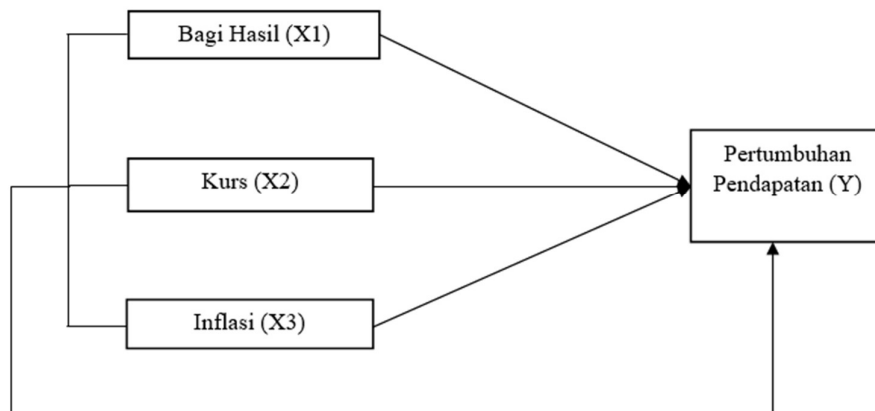 Bagi Hasil (X1)
Kurs (X2)
Inflasi (X3)
Pertumbuhan
Pendapatan (Y)